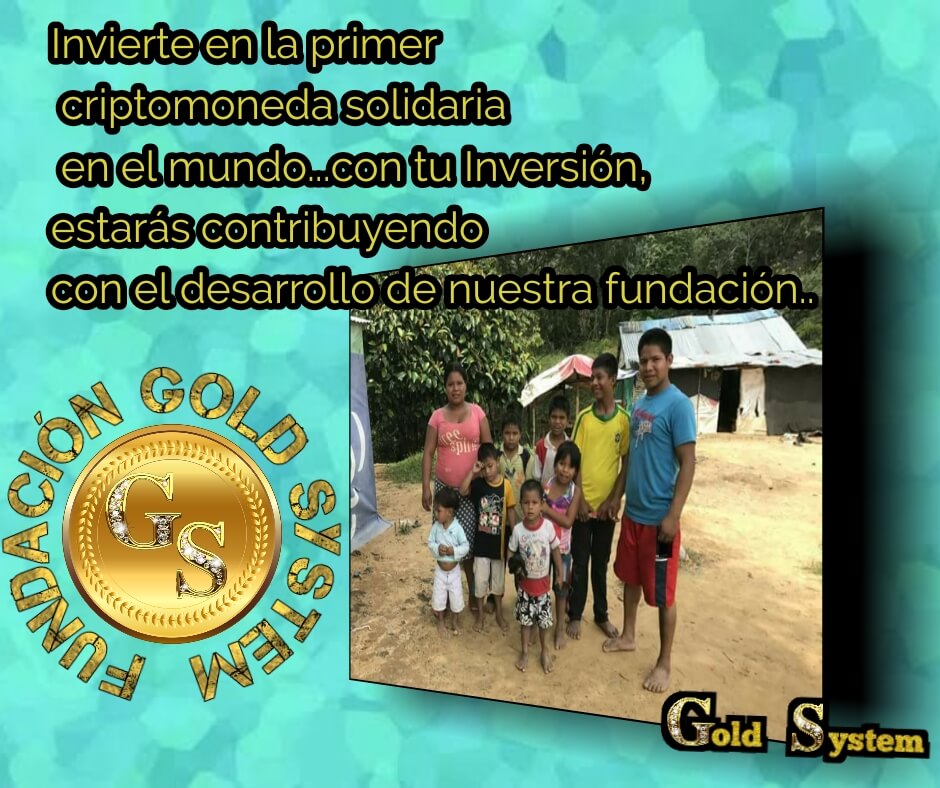 Invierte en la primer
criptomoneda solidaria
en el mundo...con tu Inversión,
estarás contribuyendo
con el desarrollo de nuestra fundación..
FUNDACIÓN GOLD SYSTEM
GS
Gold System